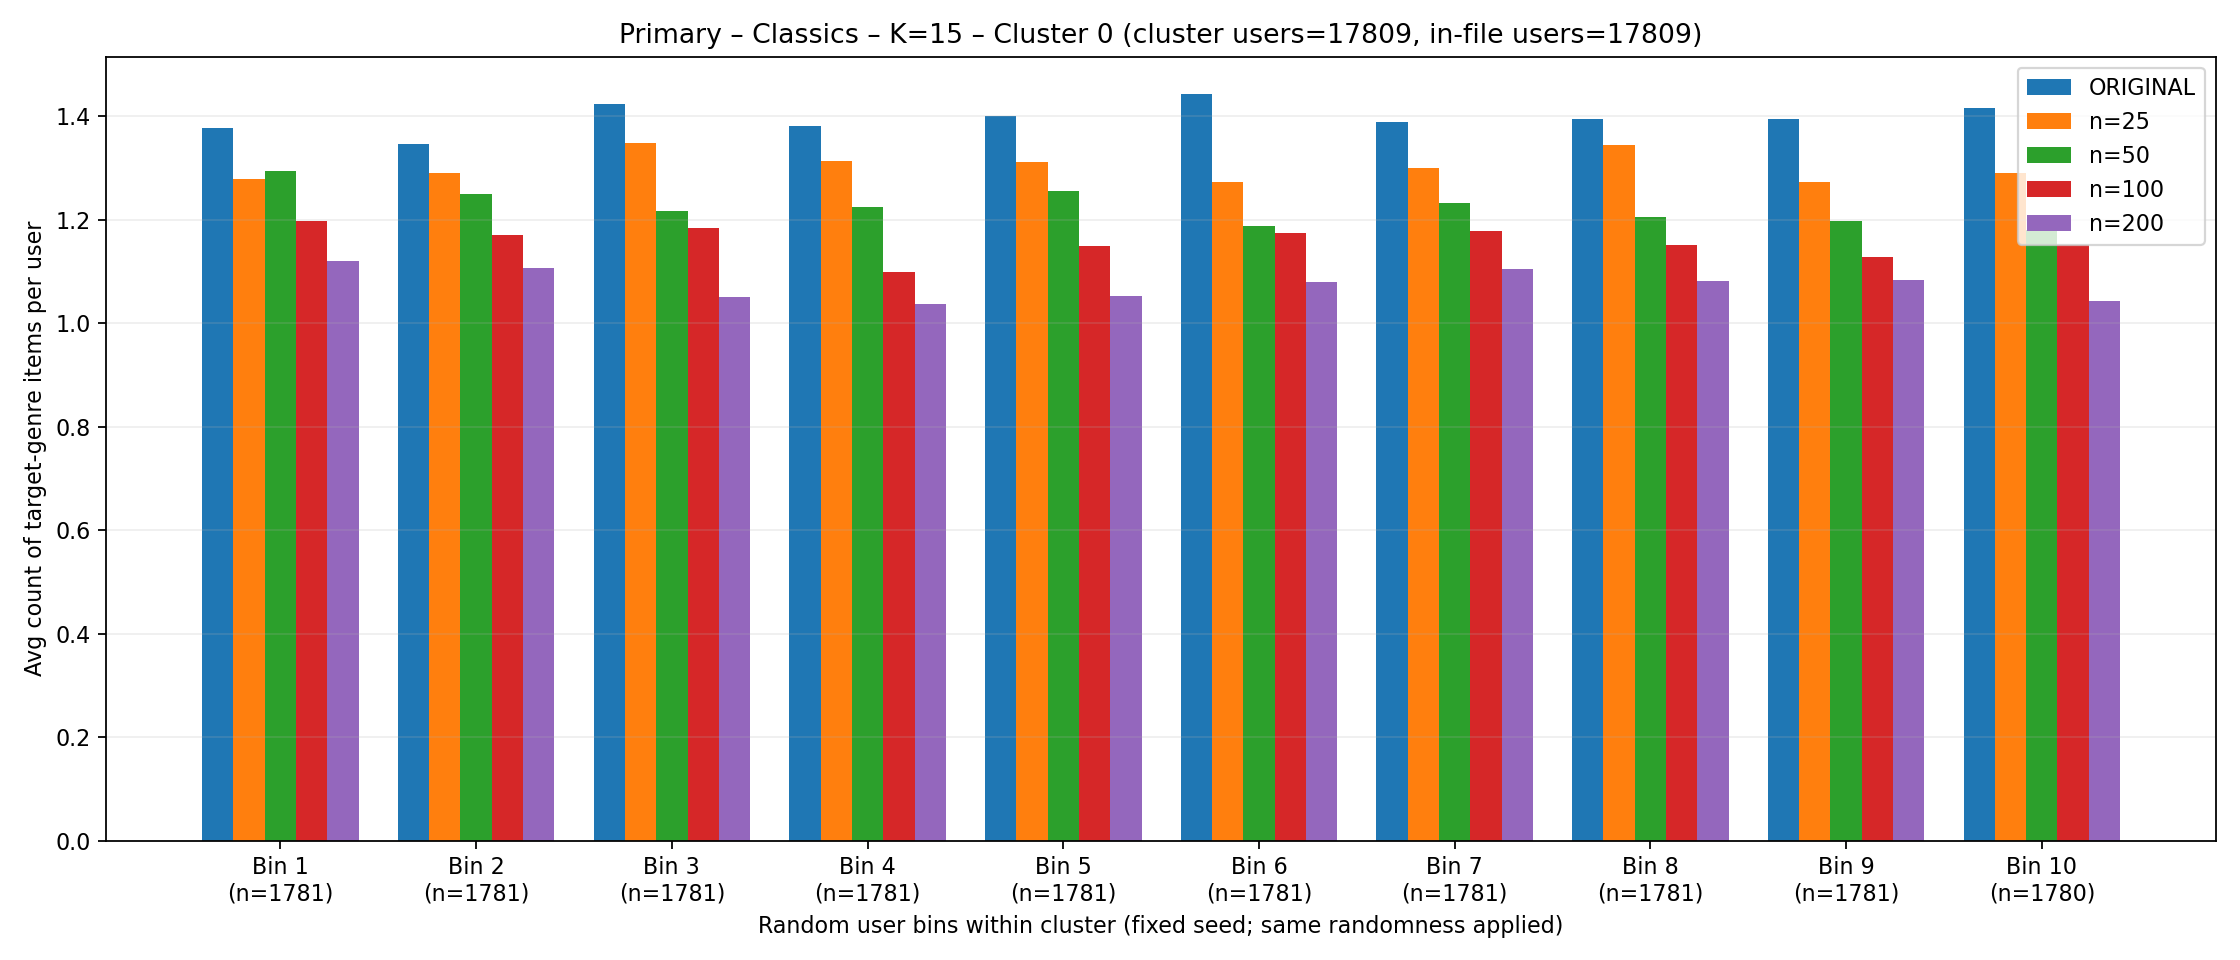 Primary – Classics – K=15 – Cluster 0 (cluster users=17809, in-file users=17809)
ORIGINAL
n=25
n=50
n=100
n=200
Avg count of target-genre items per user
1.4
1.2
1.0
0.8
0.6
0.4
0.2
0.0
Bin 1 Bin 2 Bin 3 Bin 4 Bin 5 Bin 6 Bin 7 Bin 8 Bin 9 Bin 10
(n=1781) (n=1781) (n=1781) (n=1781) (n=1781) (n=1781) (n=1781) (n=1781) (n=1781) (n=1780)
Random user bins within cluster (fixed seed; same randomness applied)